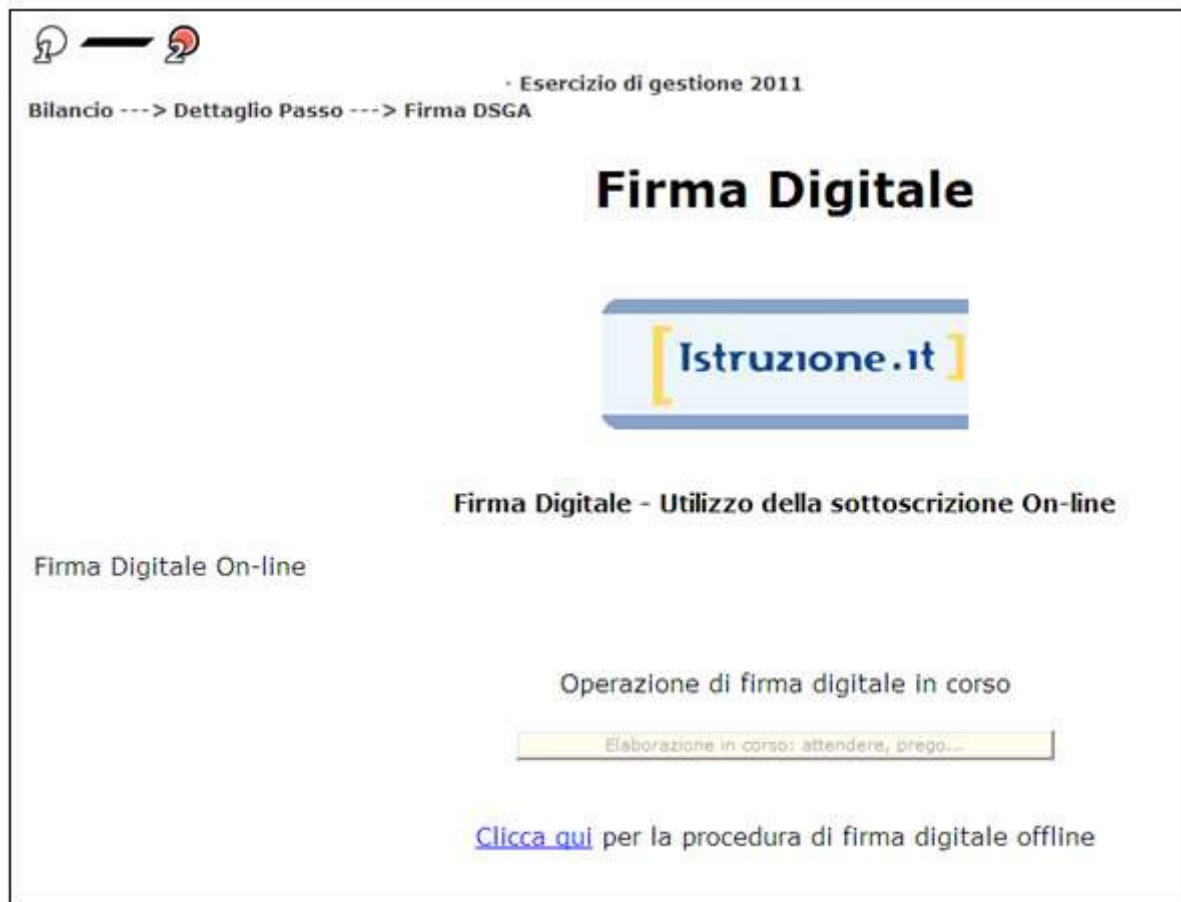 1 2
- Esercizio di gestione 2011
Bilancio ---> Dettaglio Passo ---> Firma DSGA
Firma Digitale
[Istruzione.it]
Firma Digitale - Utilizzo della sottoscrizione On-line
Firma Digitale On-line
Operazione di firma digitale in corso
Elaborazione in corso: attendere, prego...
Clicca qui per la procedura di firma digitale offline